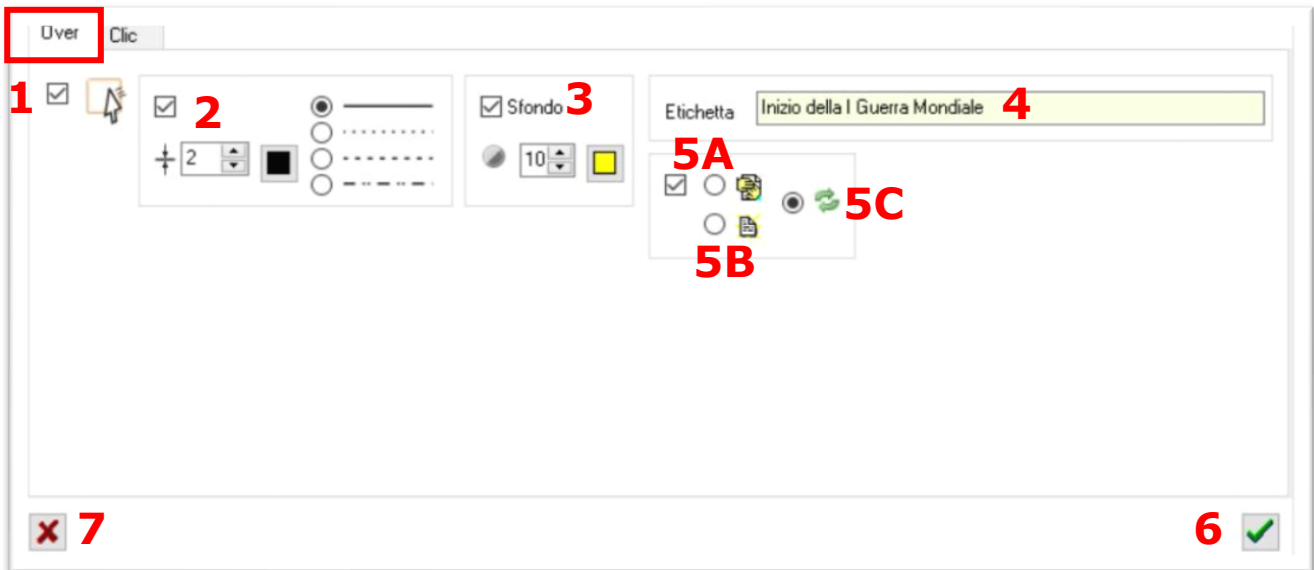 Over Clic
1 2 Sfondo 3 Etichetta Inizio della I Guerra Mondiale 4
2 10 5A
5C
5B
7 6